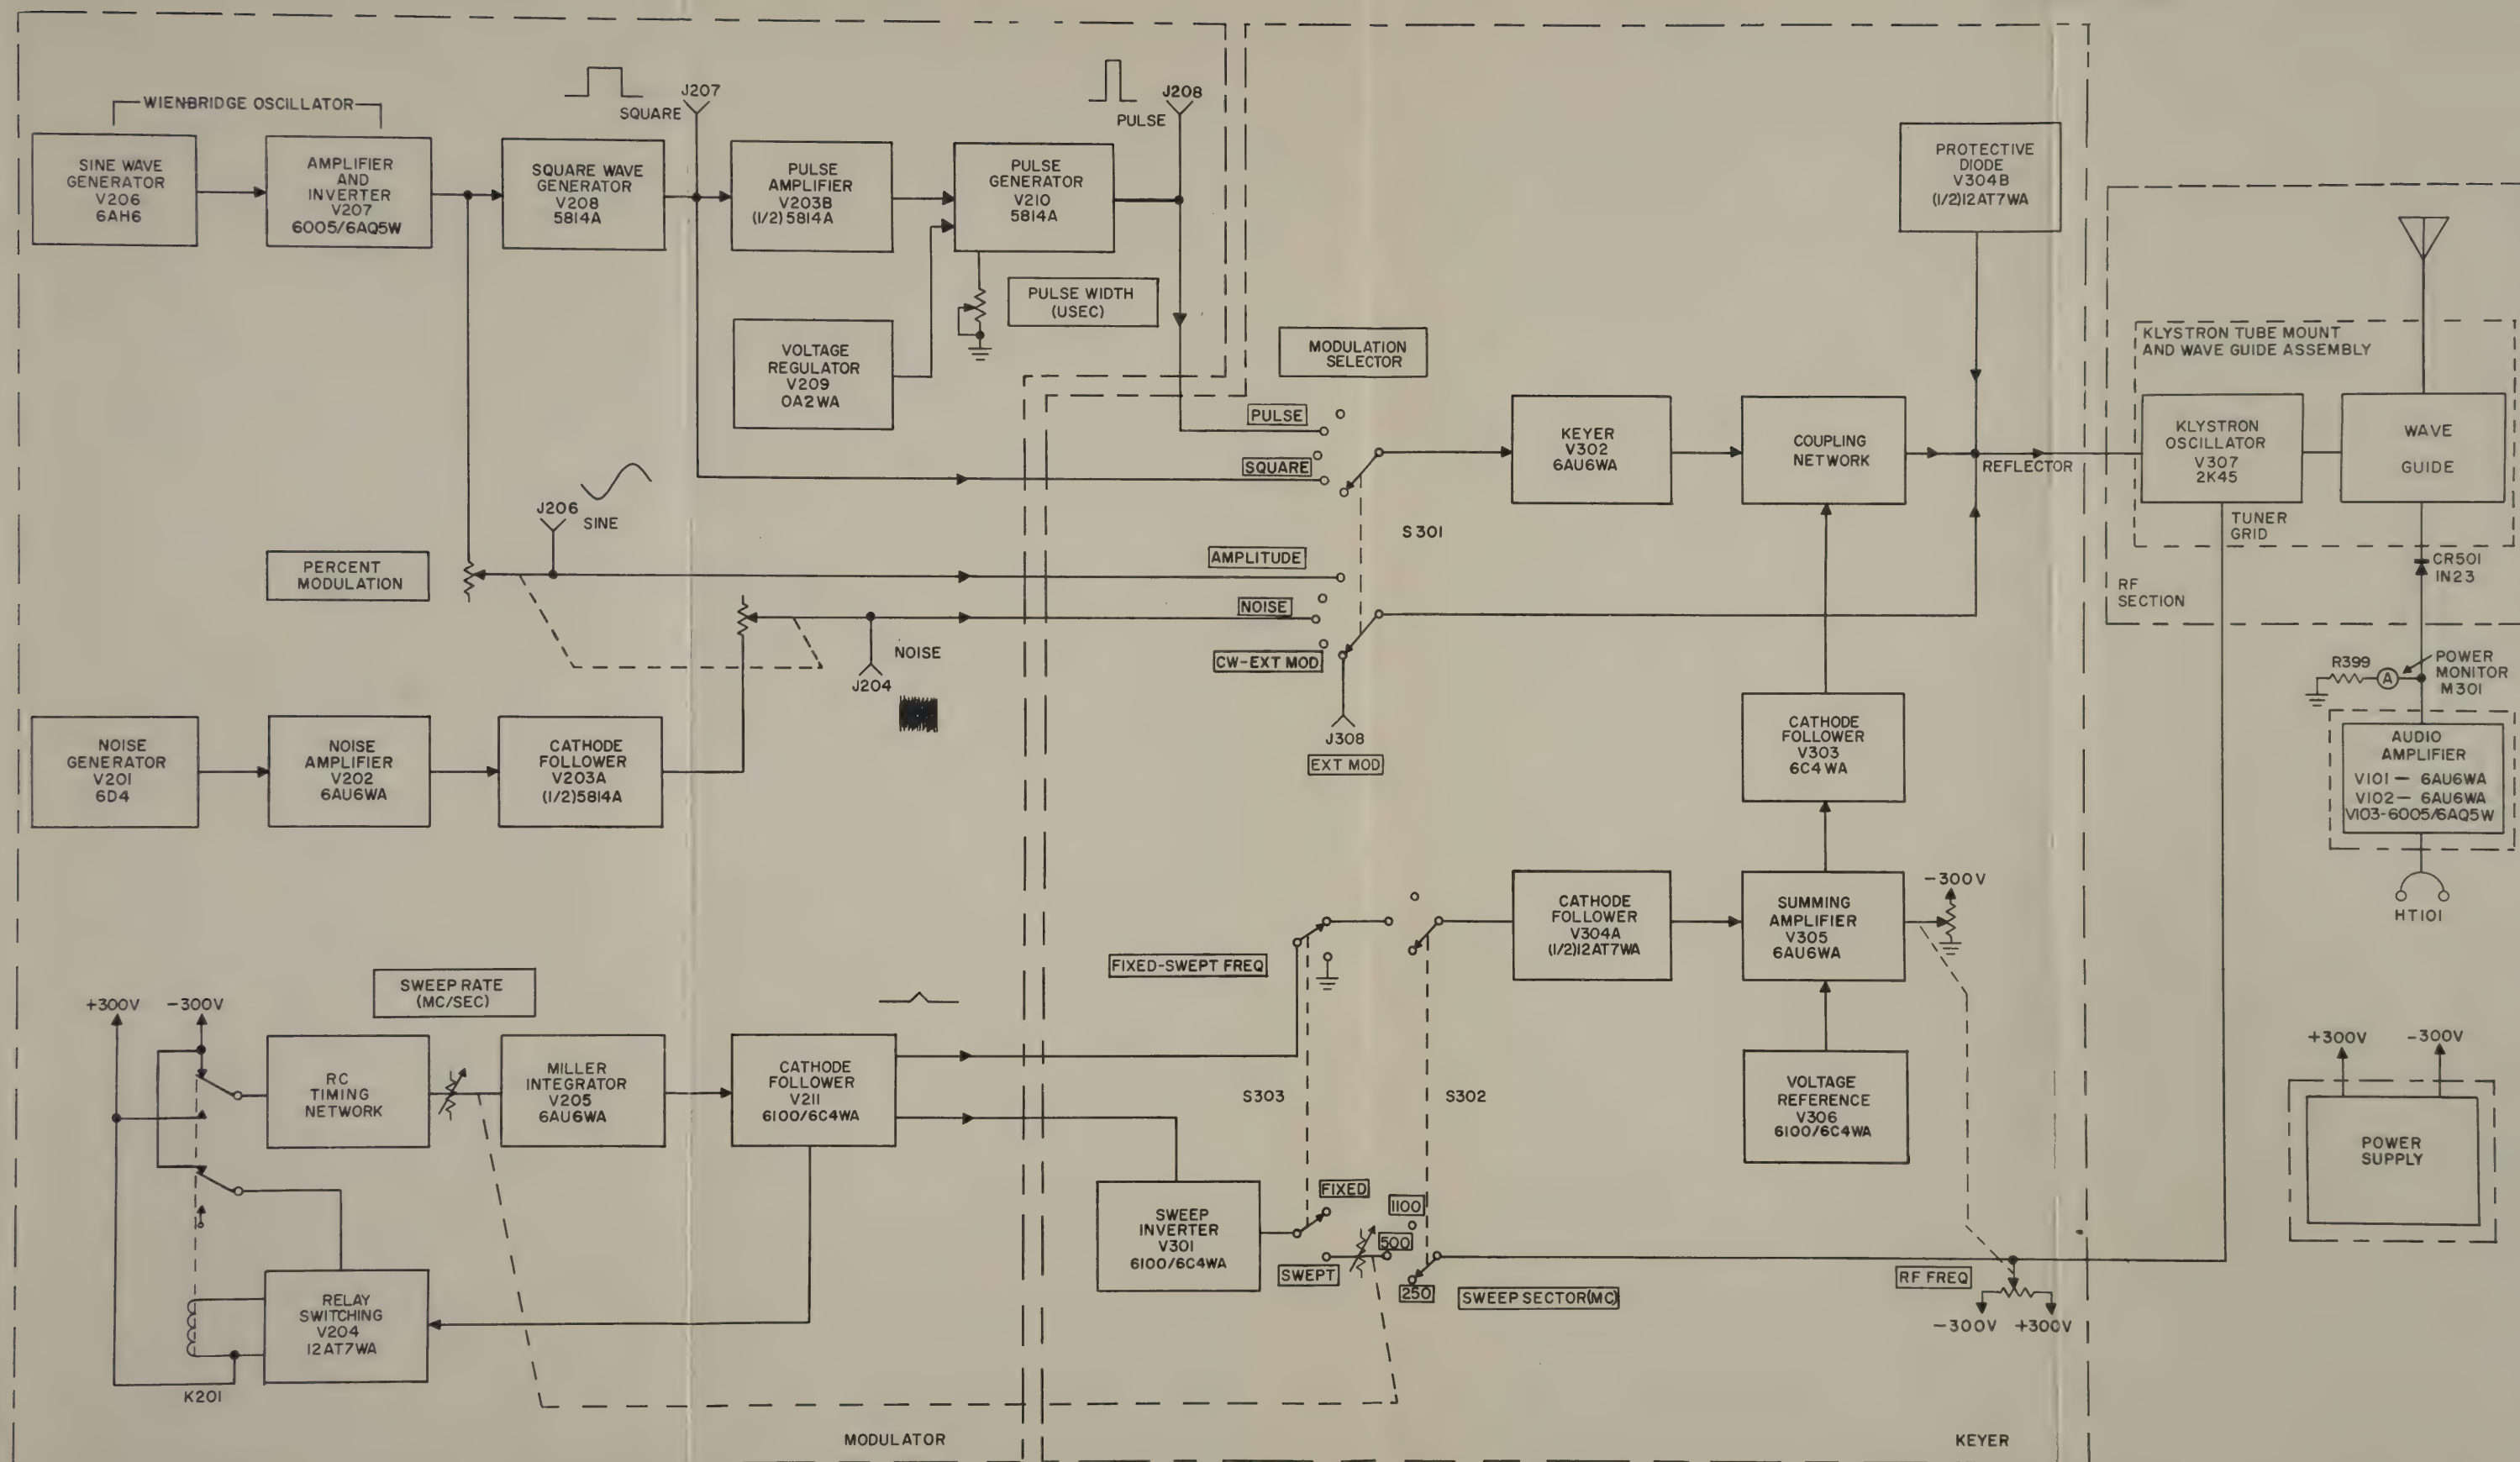 WIENBRIDGE OSCILLATOR
SINE WAVE
GENERATOR
V206
6AH6
AMPLIFIER
AND
INVERTER
V207
6005/6AQ5W
SQUARE WAVE
GENERATOR
V208
5814A
SQUARE
J207
PULSE
AMPLIFIER
V203B
(1/2) 5814A
PULSE
GENERATOR
V210
5814A
PULSE
J208
PULSE WIDTH
(USEC)
VOLTAGE
REGULATOR
V209
OA2WA
MODULATION
SELECTOR
PROTECTIVE
DIODE
V304B
(1/2)12AT7WA
PULSE
SQUARE
AMPLITUDE
NOISE
CW-EXT MOD
S301
J308
EXT MOD
KEYER
V302
6AU6WA
COUPLING
NETWORK
REFLECTOR
KLYSTRON TUBE MOUNT
AND WAVE GUIDE ASSEMBLY
KLYSTRON
OSCILLATOR
V307
2K45
WAVE
GUIDE
TUNER
GRID
RF
SECTION
CR501
IN23
R399
A
POWER
MONITOR
M301
AUDIO
AMPLIFIER
V101 — 6AU6WA
V102 — 6AU6WA
V103-6005/6AQ5W
HT101
J206
SINE
PERCENT
MODULATION
NOISE
J204
NOISE
GENERATOR
V201
6D4
NOISE
AMPLIFIER
V202
6AU6WA
CATHODE
FOLLOWER
V203A
(1/2)5814A
CATHODE
FOLLOWER
V303
6C4WA
CATHODE
FOLLOWER
V304A
(1/2)12AT7WA
SUMMING
AMPLIFIER
V305
6AU6WA
-300V
VOLTAGE
REFERENCE
V306
6100/6C4WA
FIXED-SWEPT FREQ
SWEEP RATE
(MC/SEC)
+300V
-300V
RC
TIMING
NETWORK
MILLER
INTEGRATOR
V205
6AU6WA
CATHODE
FOLLOWER
V211
6100/6C4WA
S303
S302
SWEEP
INVERTER
V301
6100/6C4WA
FIXED
SWEPT
1100
500
250
SWEEP SECTOR(MC)
RF FREQ
-300V
+300V
+300V
-300V
POWER
SUPPLY
RELAY
SWITCHING
V204
12AT7WA
K201
MODULATOR
KEYER